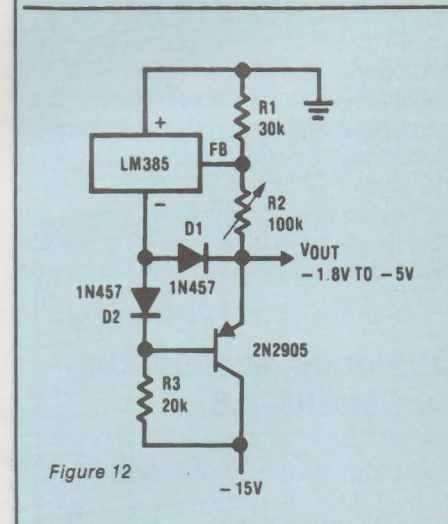 R1
30k
+
LM385
FB
−
R2
100k
D1
VOUT
−1.8V TO −5V
1N457
1N457
D2
2N2905
R3
20k
Figure 12
−15V